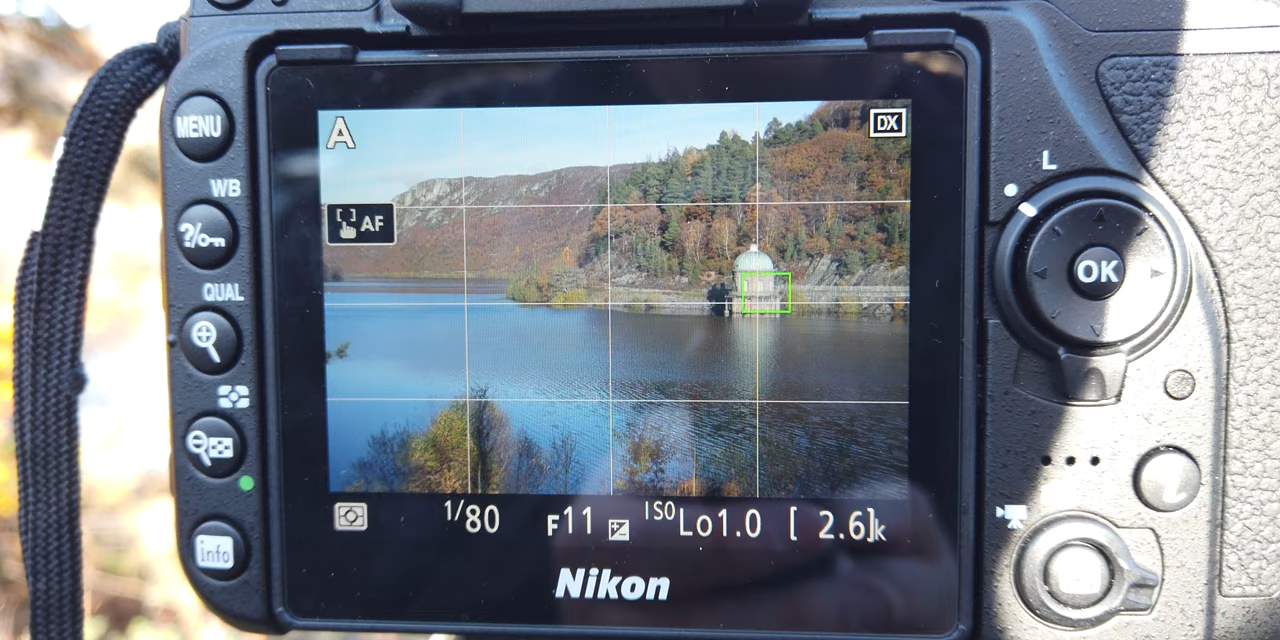 MENU
WB
?
QUAL
info
A
DX
AF
1/80 F11 ISO Lo1.0 [ 2.6]k
Nikon
L
OK
i